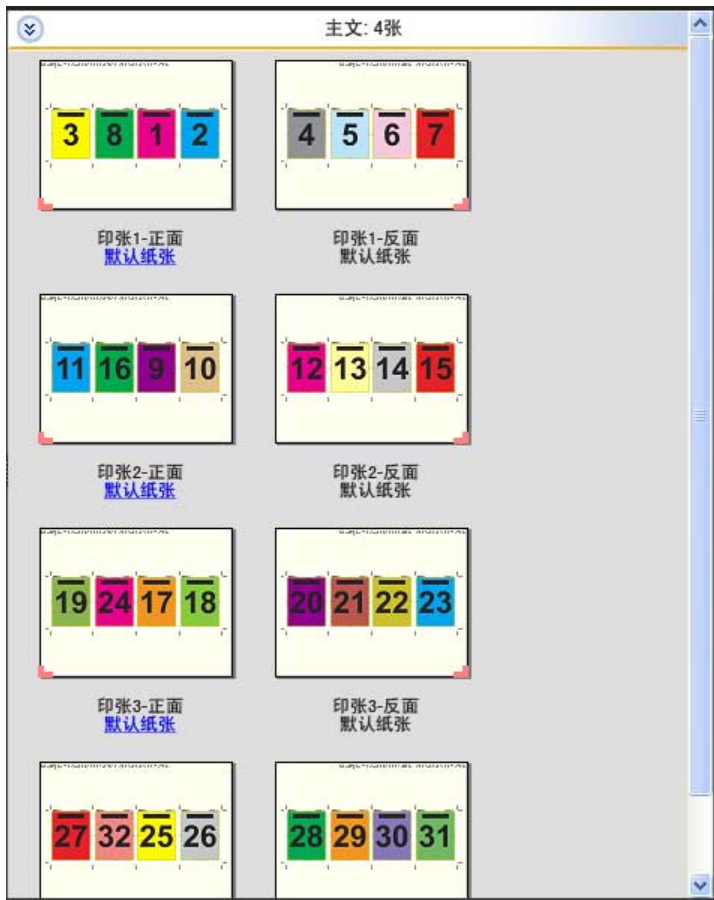 主文: 4张
3 8 1 2
4 5 6 7
印张1-正面
默认纸张
印张1-反面
默认纸张
11 16 9 10
12 13 14 15
印张2-正面
默认纸张
印张2-反面
默认纸张
19 24 17 18
20 21 22 23
印张3-正面
默认纸张
印张3-反面
默认纸张
27 32 25 26
28 29 30 31